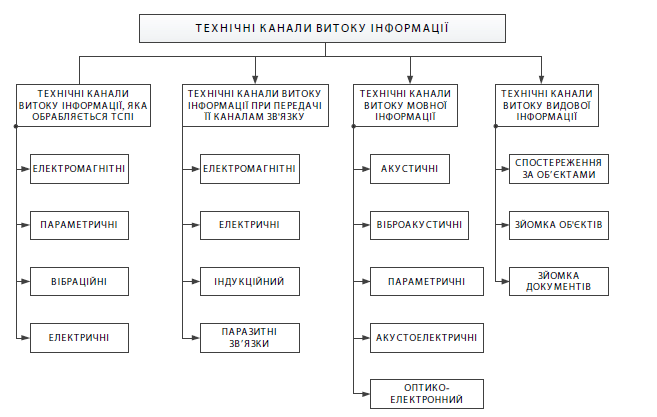 ТЕХНІЧНІ КАНАЛИ ВИТОКУ ІНФОРМАЦІЇ
ТЕХНІЧНІ КАНАЛИ
ВИТОКУ ІНФОРМАЦІЇ, ЯКА
ОБРАБЛЯЄТЬСЯ ТСПІ
ЕЛЕКТРОМАГНІТНІ
ПАРАМЕТРИЧНІ
ВІБРАЦІЙНІ
ЕЛЕКТРИЧНІ
ТЕХНІЧНІ КАНАЛИ ВИТОКУ
ІНФОРМАЦІЇ ПРИ ПЕРЕДАЧІ
ЇЇ КАНАЛАМ ЗВ'ЯЗКУ
ЕЛЕКТРОМАГНІТНІ
ЕЛЕКТРИЧНІ
ІНДУКЦІЙНИЙ
ПАРАЗИТНІ
ЗВ’ЯЗКИ
ТЕХНІЧНІ КАНАЛИ
ВИТОКУ МОВНОЇ
ІНФОРМАЦІЇ
АКУСТИЧНІ
ВІБРОАКУСТИЧНІ
ПАРАМЕТРИЧНІ
АКУСТОЕЛЕКТРИЧНІ
ОПТИКО-
ЕЛЕКТРОННИЙ
ТЕХНІЧНІ КАНАЛИ
ВИТОКУ ВИДОВОЇ
ІНФОРМАЦІЇ
СПОСТЕРЕЖЕННЯ
ЗА ОБ’ЄКТАМИ
ЗЙОМКА ОБ'ЄКТІВ
ЗЙОМКА
ДОКУМЕНТІВ